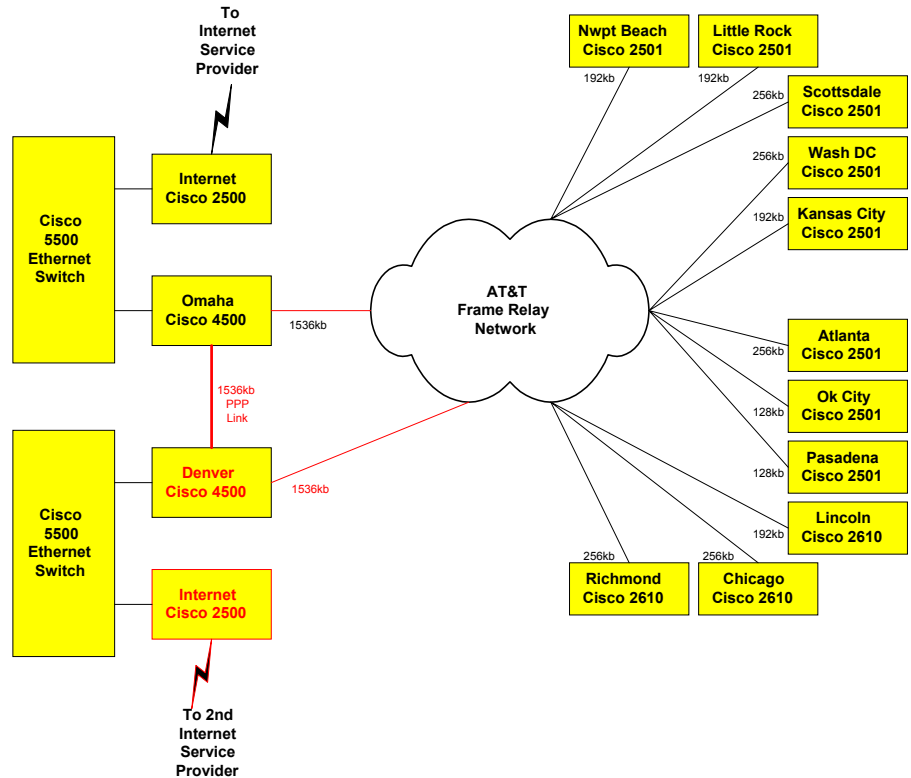 To
Internet
Service
Provider
Nwpt Beach
Cisco 2501
192kb
Little Rock
Cisco 2501
192kb
Scottsdale
Cisco 2501
256kb
Wash DC
Cisco 2501
256kb
Kansas City
Cisco 2501
192kb
Cisco
5500
Ethernet
Switch
Internet
Cisco 2500
Omaha
Cisco 4500
1536kb
AT&T
Frame Relay
Network
1536kb
PPP
Link
Atlanta
Cisco 2501
256kb
Ok City
Cisco 2501
128kb
Pasadena
Cisco 2501
128kb
Lincoln
Cisco 2610
192kb
Cisco
5500
Ethernet
Switch
Denver
Cisco 4500
1536kb
Internet
Cisco 2500
256kb
Richmond
Cisco 2610
256kb
Chicago
Cisco 2610
To 2nd
Internet
Service
Provider